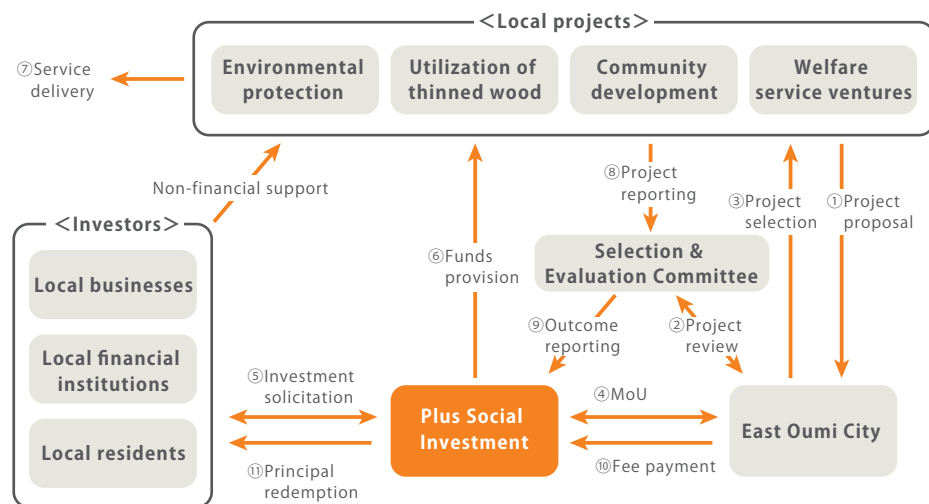 ＜Local projects＞
Environmental
protection
Utilization of
thinned wood
Community
development
Welfare
service ventures
⑦Service
delivery
Non-financial support
⑧Project
reporting
③Project
selection
①Project
proposal
＜Investors＞
Local businesses
Local financial
institutions
Local residents
⑥Funds
provision
Selection &
Evaluation Committee
⑨Outcome
reporting
②Project
review
⑤Investment
solicitation
④MoU
Plus Social
Investment
East Oumi City
⑪Principal
redemption
⑩Fee payment